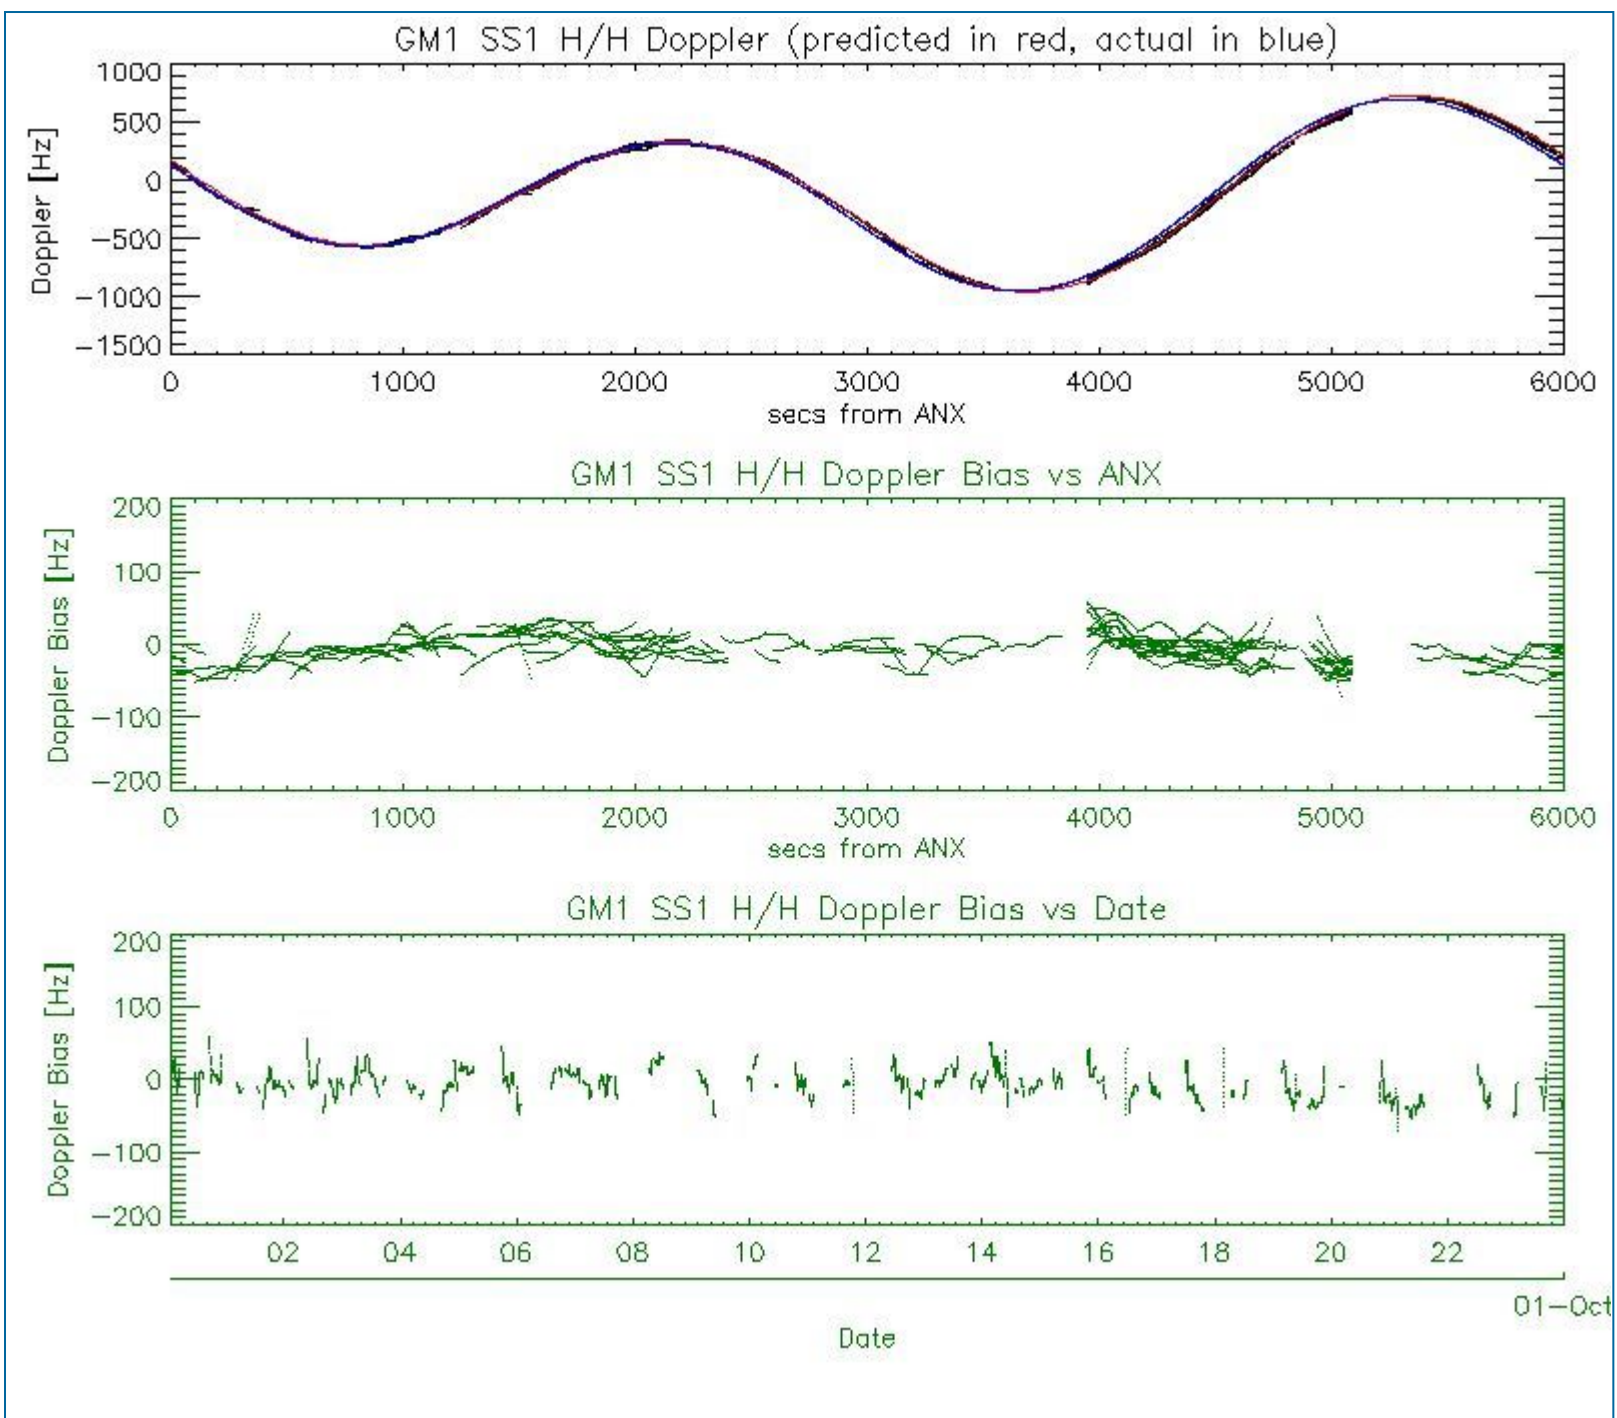 GM1 SS1 H/H Doppler (predicted in red, actual in blue)
1000
500
0
−500
−1000
−1500
Doppler [Hz]
0 1000 2000 3000 4000 5000 6000
secs from ANX
GM1 SS1 H/H Doppler Bias vs ANX
200
100
0
−100
−200
Doppler Bias [Hz]
0 1000 2000 3000 4000 5000 6000
secs from ANX
GM1 SS1 H/H Doppler Bias vs Date
200
100
0
−100
−200
Doppler Bias [Hz]
02 04 06 08 10 12 14 16 18 20 22
01−Oct
Date